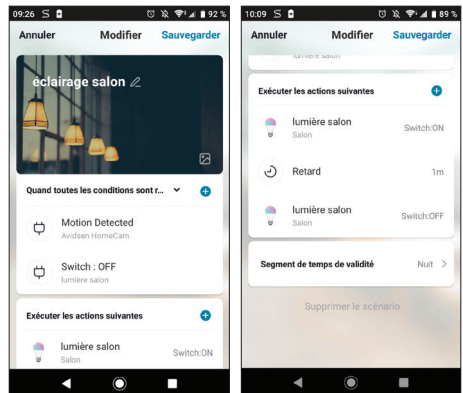 09:26 92 %
Annuler Modifier Sauvegarder
éclairage salon
Quand toutes les conditions sont r...
Motion Detected
Avidsen HomeCam
Switch : OFF
lumière salon
Exécuter les actions suivantes
lumière salon
Salon
Switch:ON
10:09 89 %
Annuler Modifier Sauvegarder
lumière salon
Exécuter les actions suivantes
lumière salon
Salon
Switch:ON
Retard 1m
lumière salon
Salon
Switch:OFF
Segment de temps de validité Nuit
Supprimer le scénario